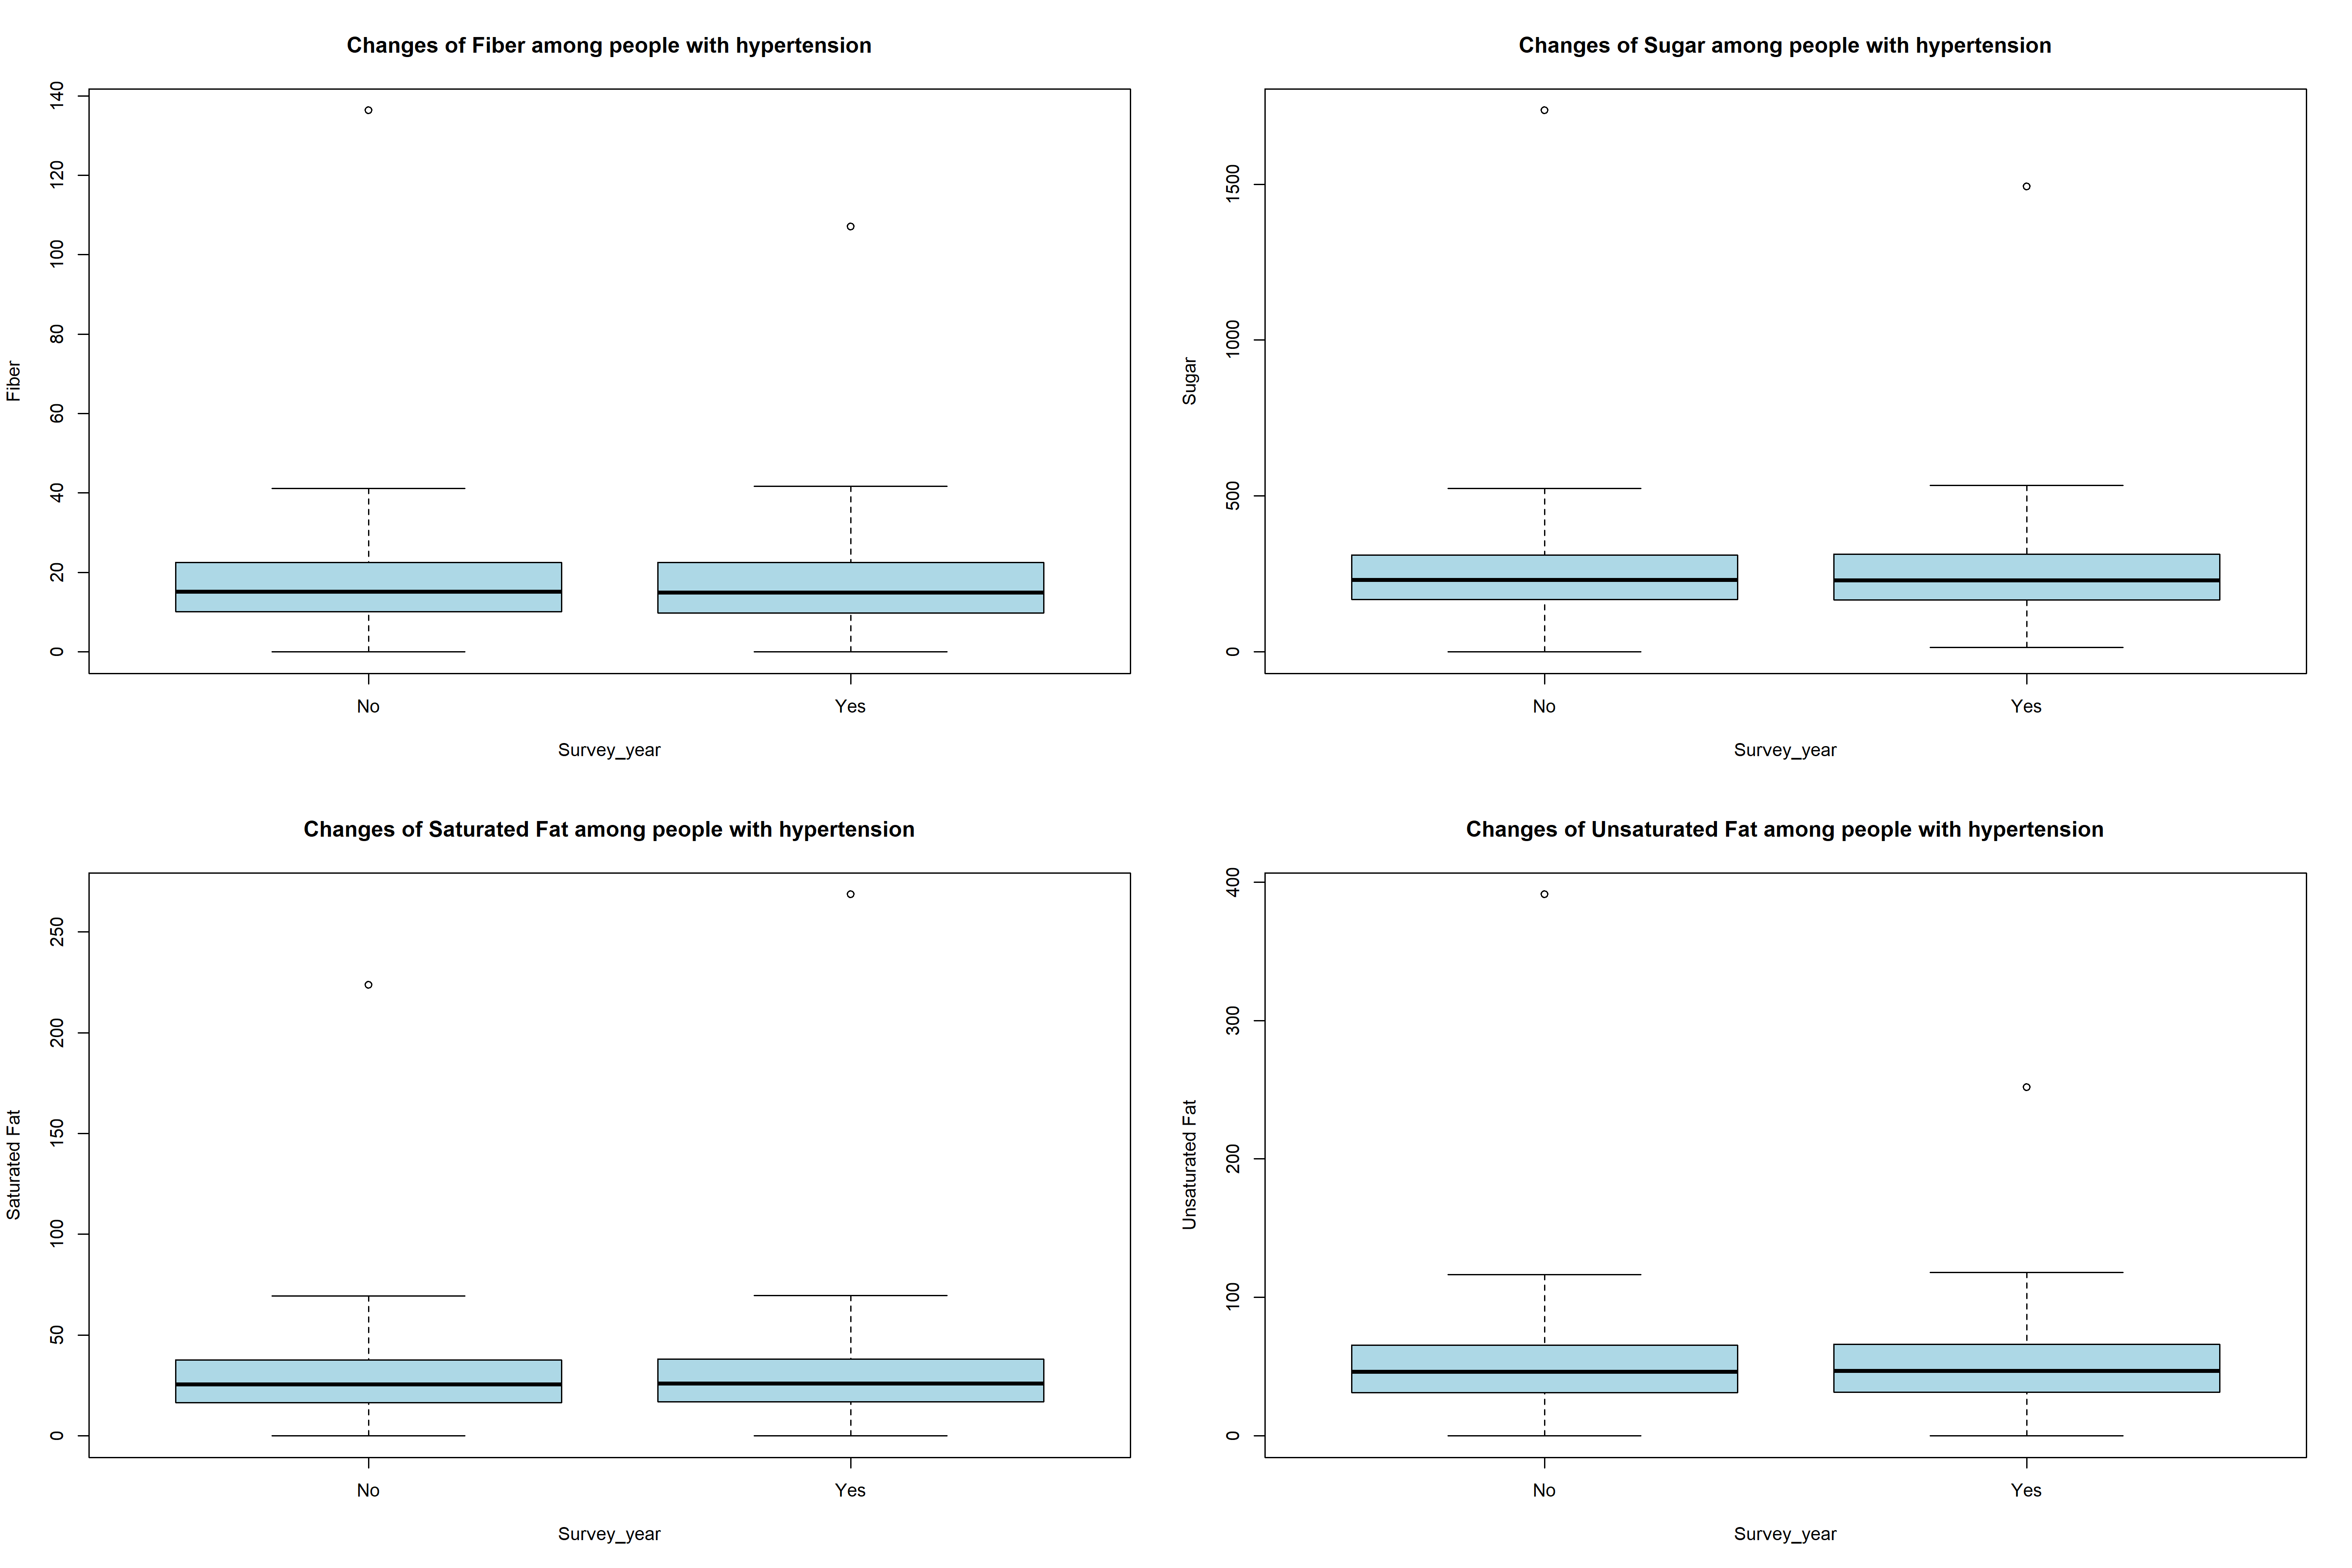 Changes of Fiber among people with hypertension
Fiber
140
120
100
80
60
40
20
0
No Yes
Survey_year
Changes of Sugar among people with hypertension
Sugar
1500
1000
500
0
No Yes
Survey_year
Changes of Saturated Fat among people with hypertension
Saturated Fat
250
200
150
100
50
0
No Yes
Survey_year
Changes of Unsaturated Fat among people with hypertension
Unsaturated Fat
400
300
200
100
0
No Yes
Survey_year